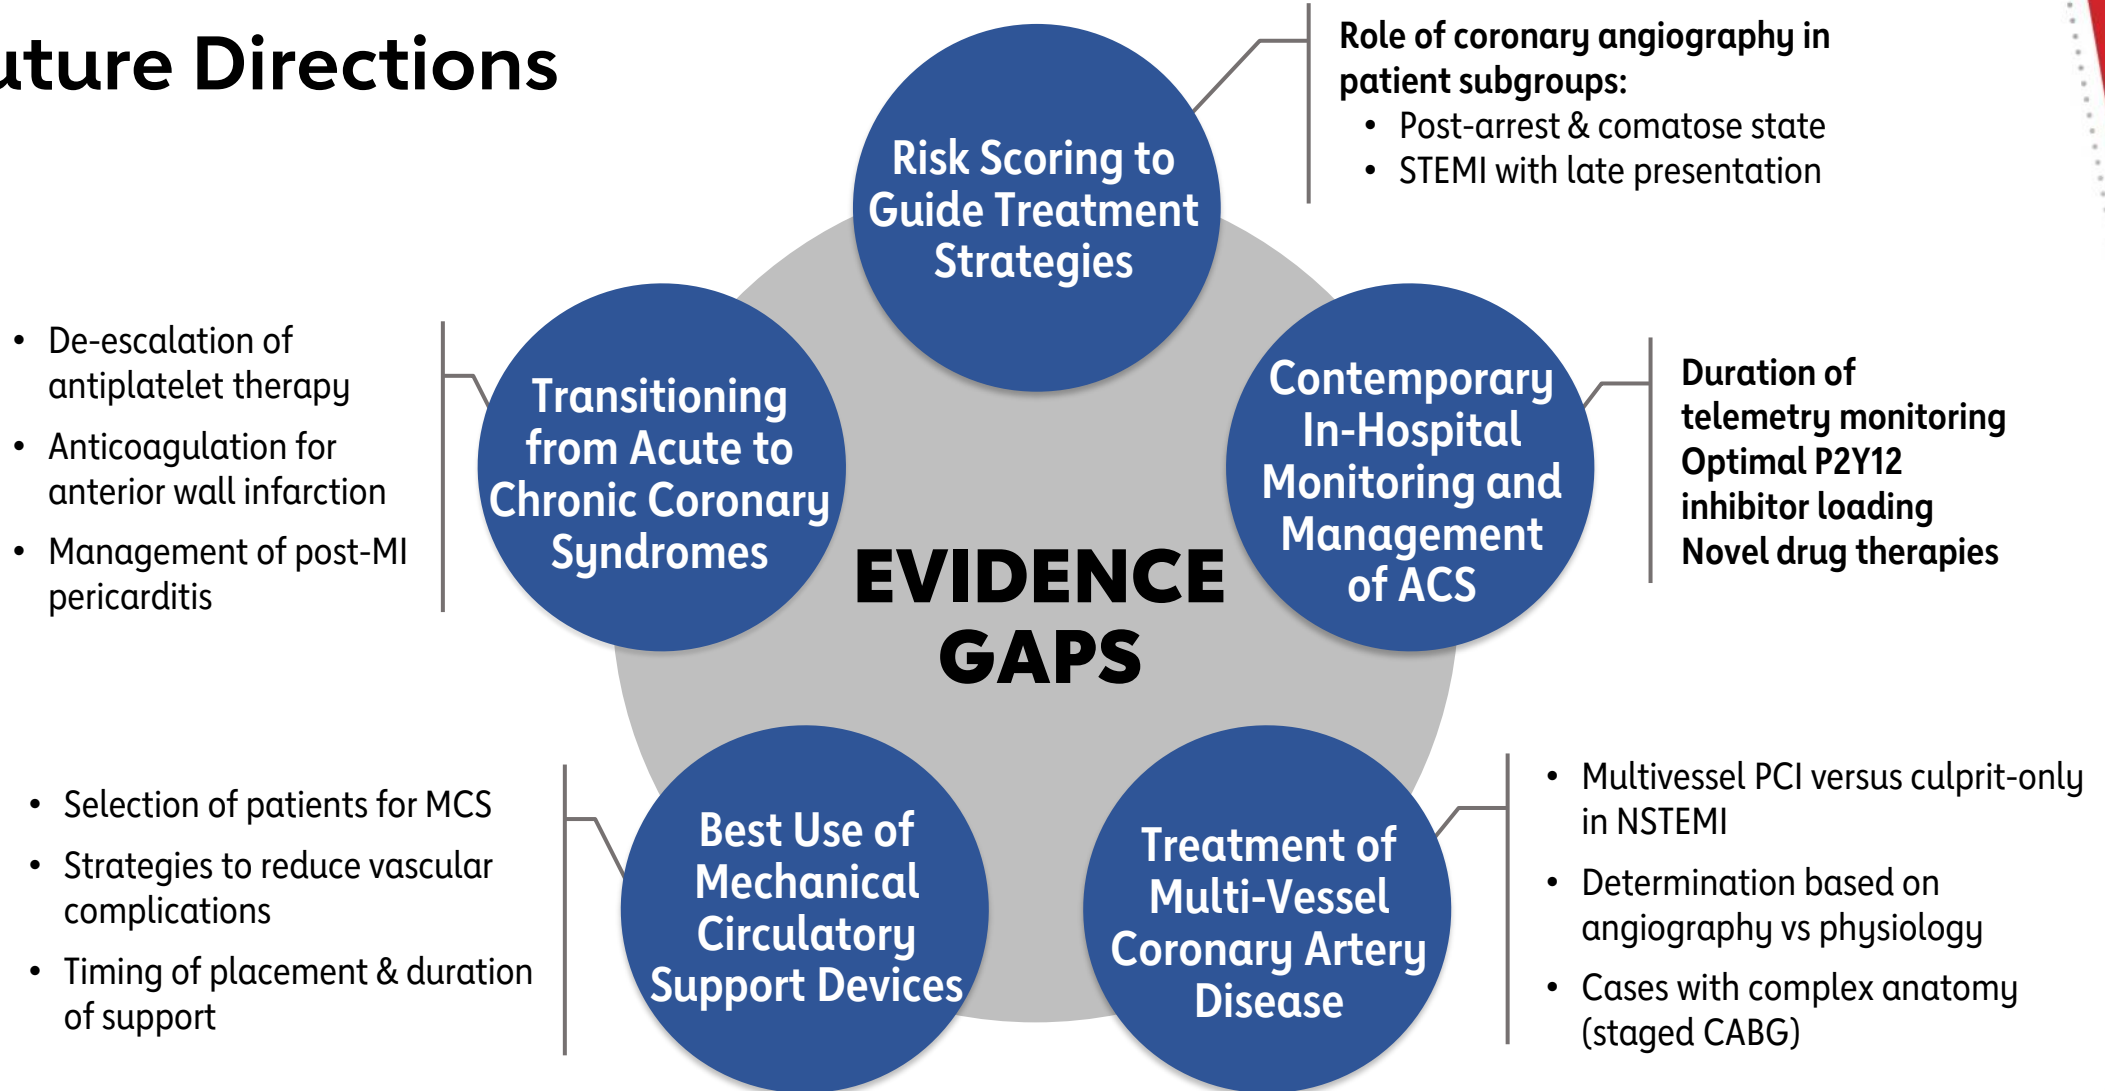 uture Directions
Risk Scoring to
Guide Treatment
Strategies
Role of coronary angiography in
patient subgroups:
• Post-arrest & comatose state
• STEMI with late presentation
Contemporary
In-Hospital
Monitoring and
Management
of ACS
Duration of
telemetry monitoring
Optimal P2Y12
inhibitor loading
Novel drug therapies
Treatment of
Multi-Vessel
Coronary Artery
Disease
• Multivessel PCI versus culprit-only
in NSTEMI
• Determination based on
angiography vs physiology
• Cases with complex anatomy
(staged CABG)
Best Use of
Mechanical
Circulatory
Support Devices
• Selection of patients for MCS
• Strategies to reduce vascular
complications
• Timing of placement & duration
of support
Transitioning
from Acute to
Chronic Coronary
Syndromes
• De-escalation of
antiplatelet therapy
• Anticoagulation for
anterior wall infarction
• Management of post-MI
pericarditis
EVIDENCE
GAPS